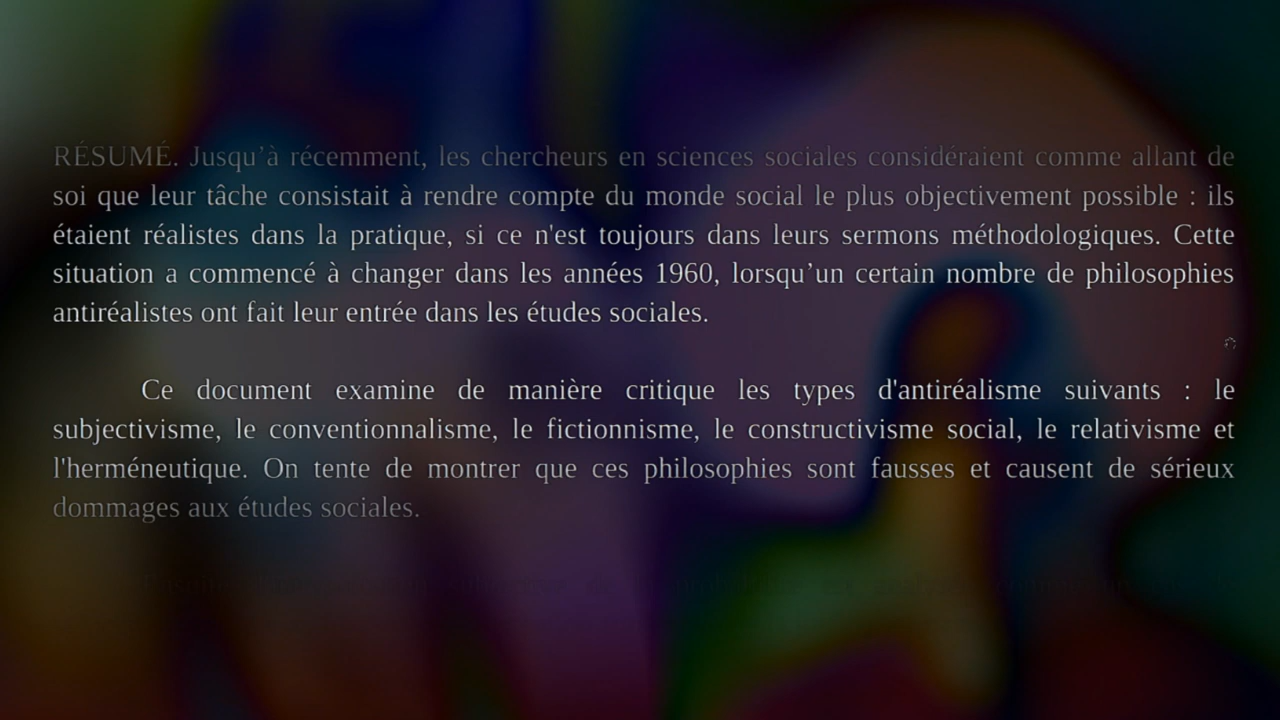 RÉSUMÉ. Jusqu’à récemment, les chercheurs en sciences sociales considéraient comme allant de
soi que leur tâche consistait à rendre compte du monde social le plus objectivement possible : ils
étaient réalistes dans la pratique, si ce n'est toujours dans leurs sermons méthodologiques. Cette
situation a commencé à changer dans les années 1960, lorsqu’un certain nombre de philosophies
antiréalistes ont fait leur entrée dans les études sociales.
Ce document examine de manière critique les types d'antiréalisme suivants : le
subjectivisme, le conventionnalisme, le fictionnisme, le constructivisme social, le relativisme et
l'herméneutique. On tente de montrer que ces philosophies sont fausses et causent de sérieux
dommages aux études sociales.